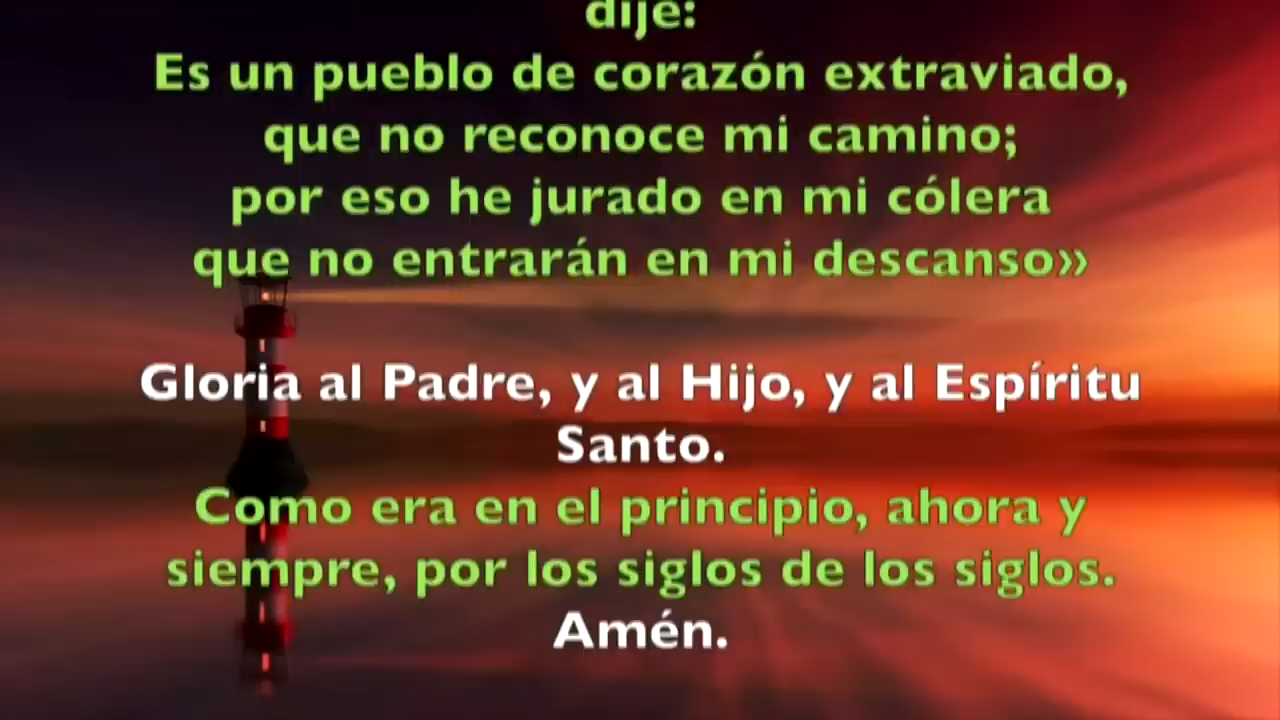 dije:
Es un pueblo de corazón extraviado,
que no reconoce mi camino;
por eso he jurado en mi cólera
que no entrarán en mi descanso»
Gloria al Padre, y al Hijo, y al Espíritu
Santo.
Como era en el principio, ahora y
siempre, por los siglos de los siglos.
Amén.